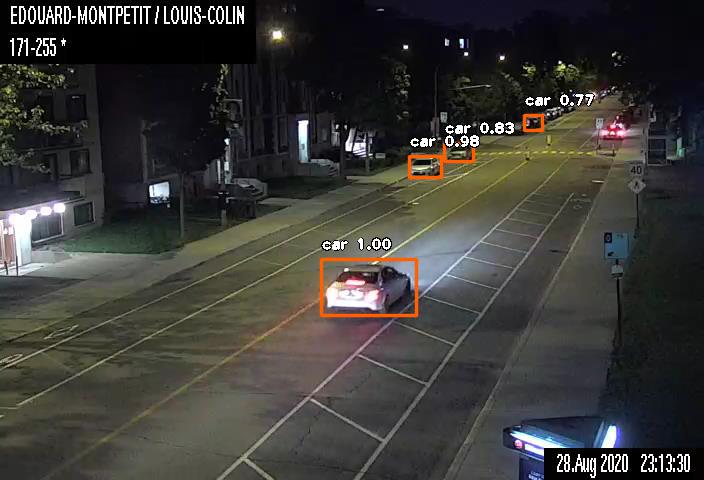 EDOUARD-MONTPETIT / LOUIS-COLIN
171-255 *
car 0.77
car 0.83
car 0.98
40
car 1.00
28.Aug 2020 23:13:30